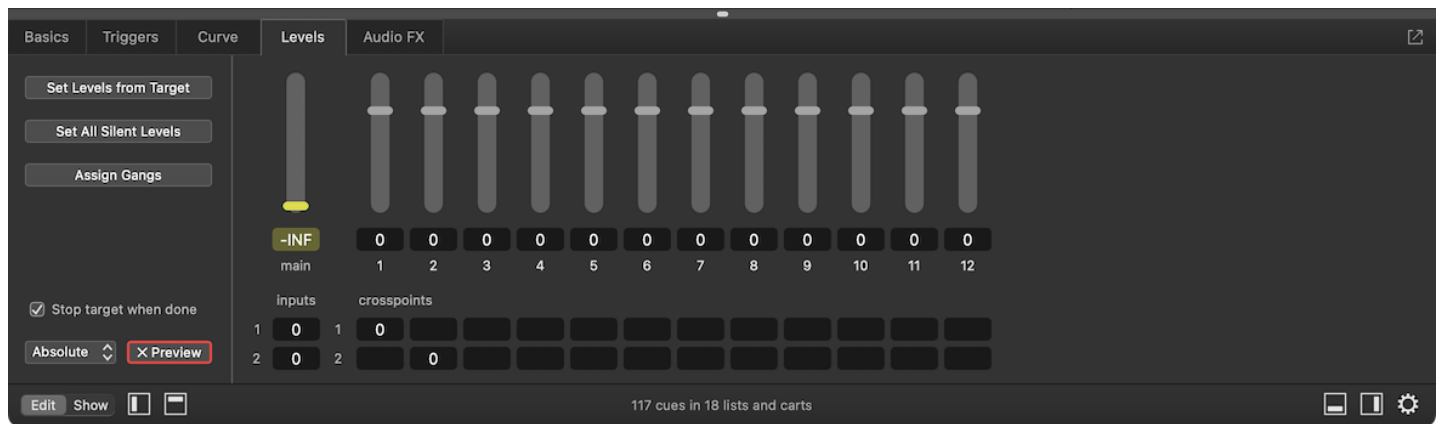 Basics Triggers Curve Levels Audio FX
Set Levels from Target
Set All Silent Levels
Assign Gangs
-INF 0 0 0 0 0 0 0 0 0 0 0 0
main 1 2 3 4 5 6 7 8 9 10 11 12
Stop target when done
inputs crosspoints
1 0 1 0
Absolute Preview
2 0 2 0
Edit Show 117 cues in 18 lists and carts